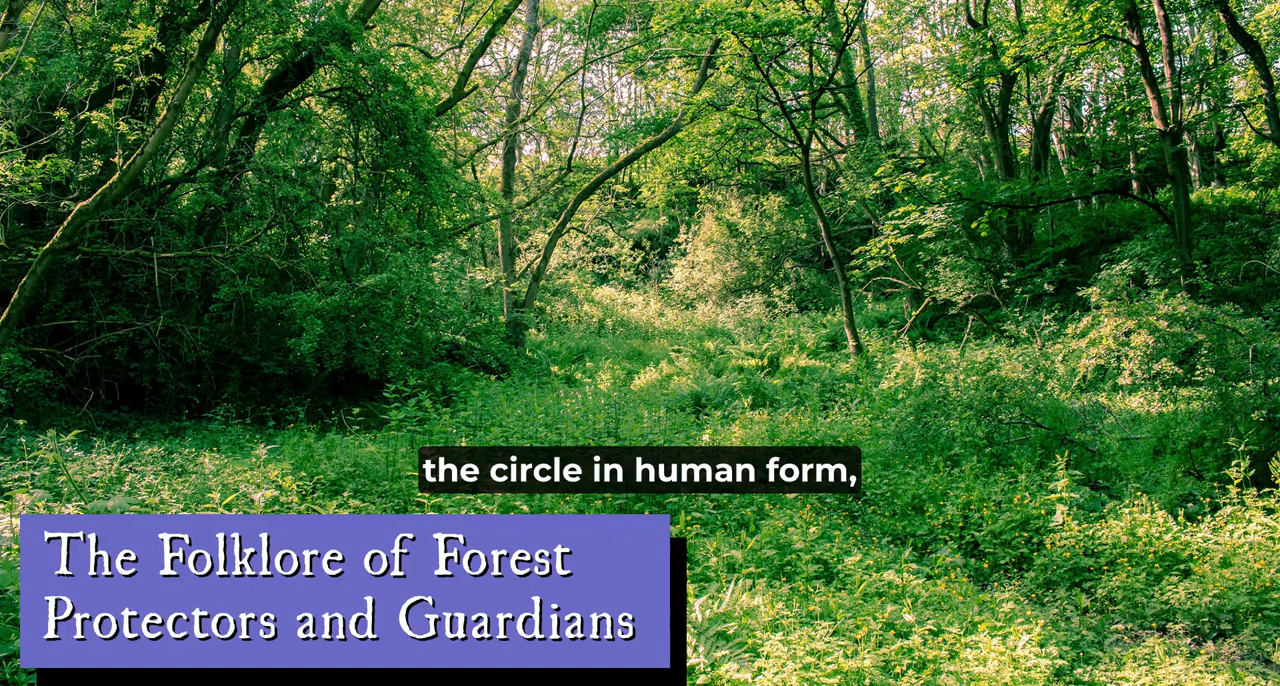 the circle in human form,
The Folklore of Forest
Protectors and Guardians